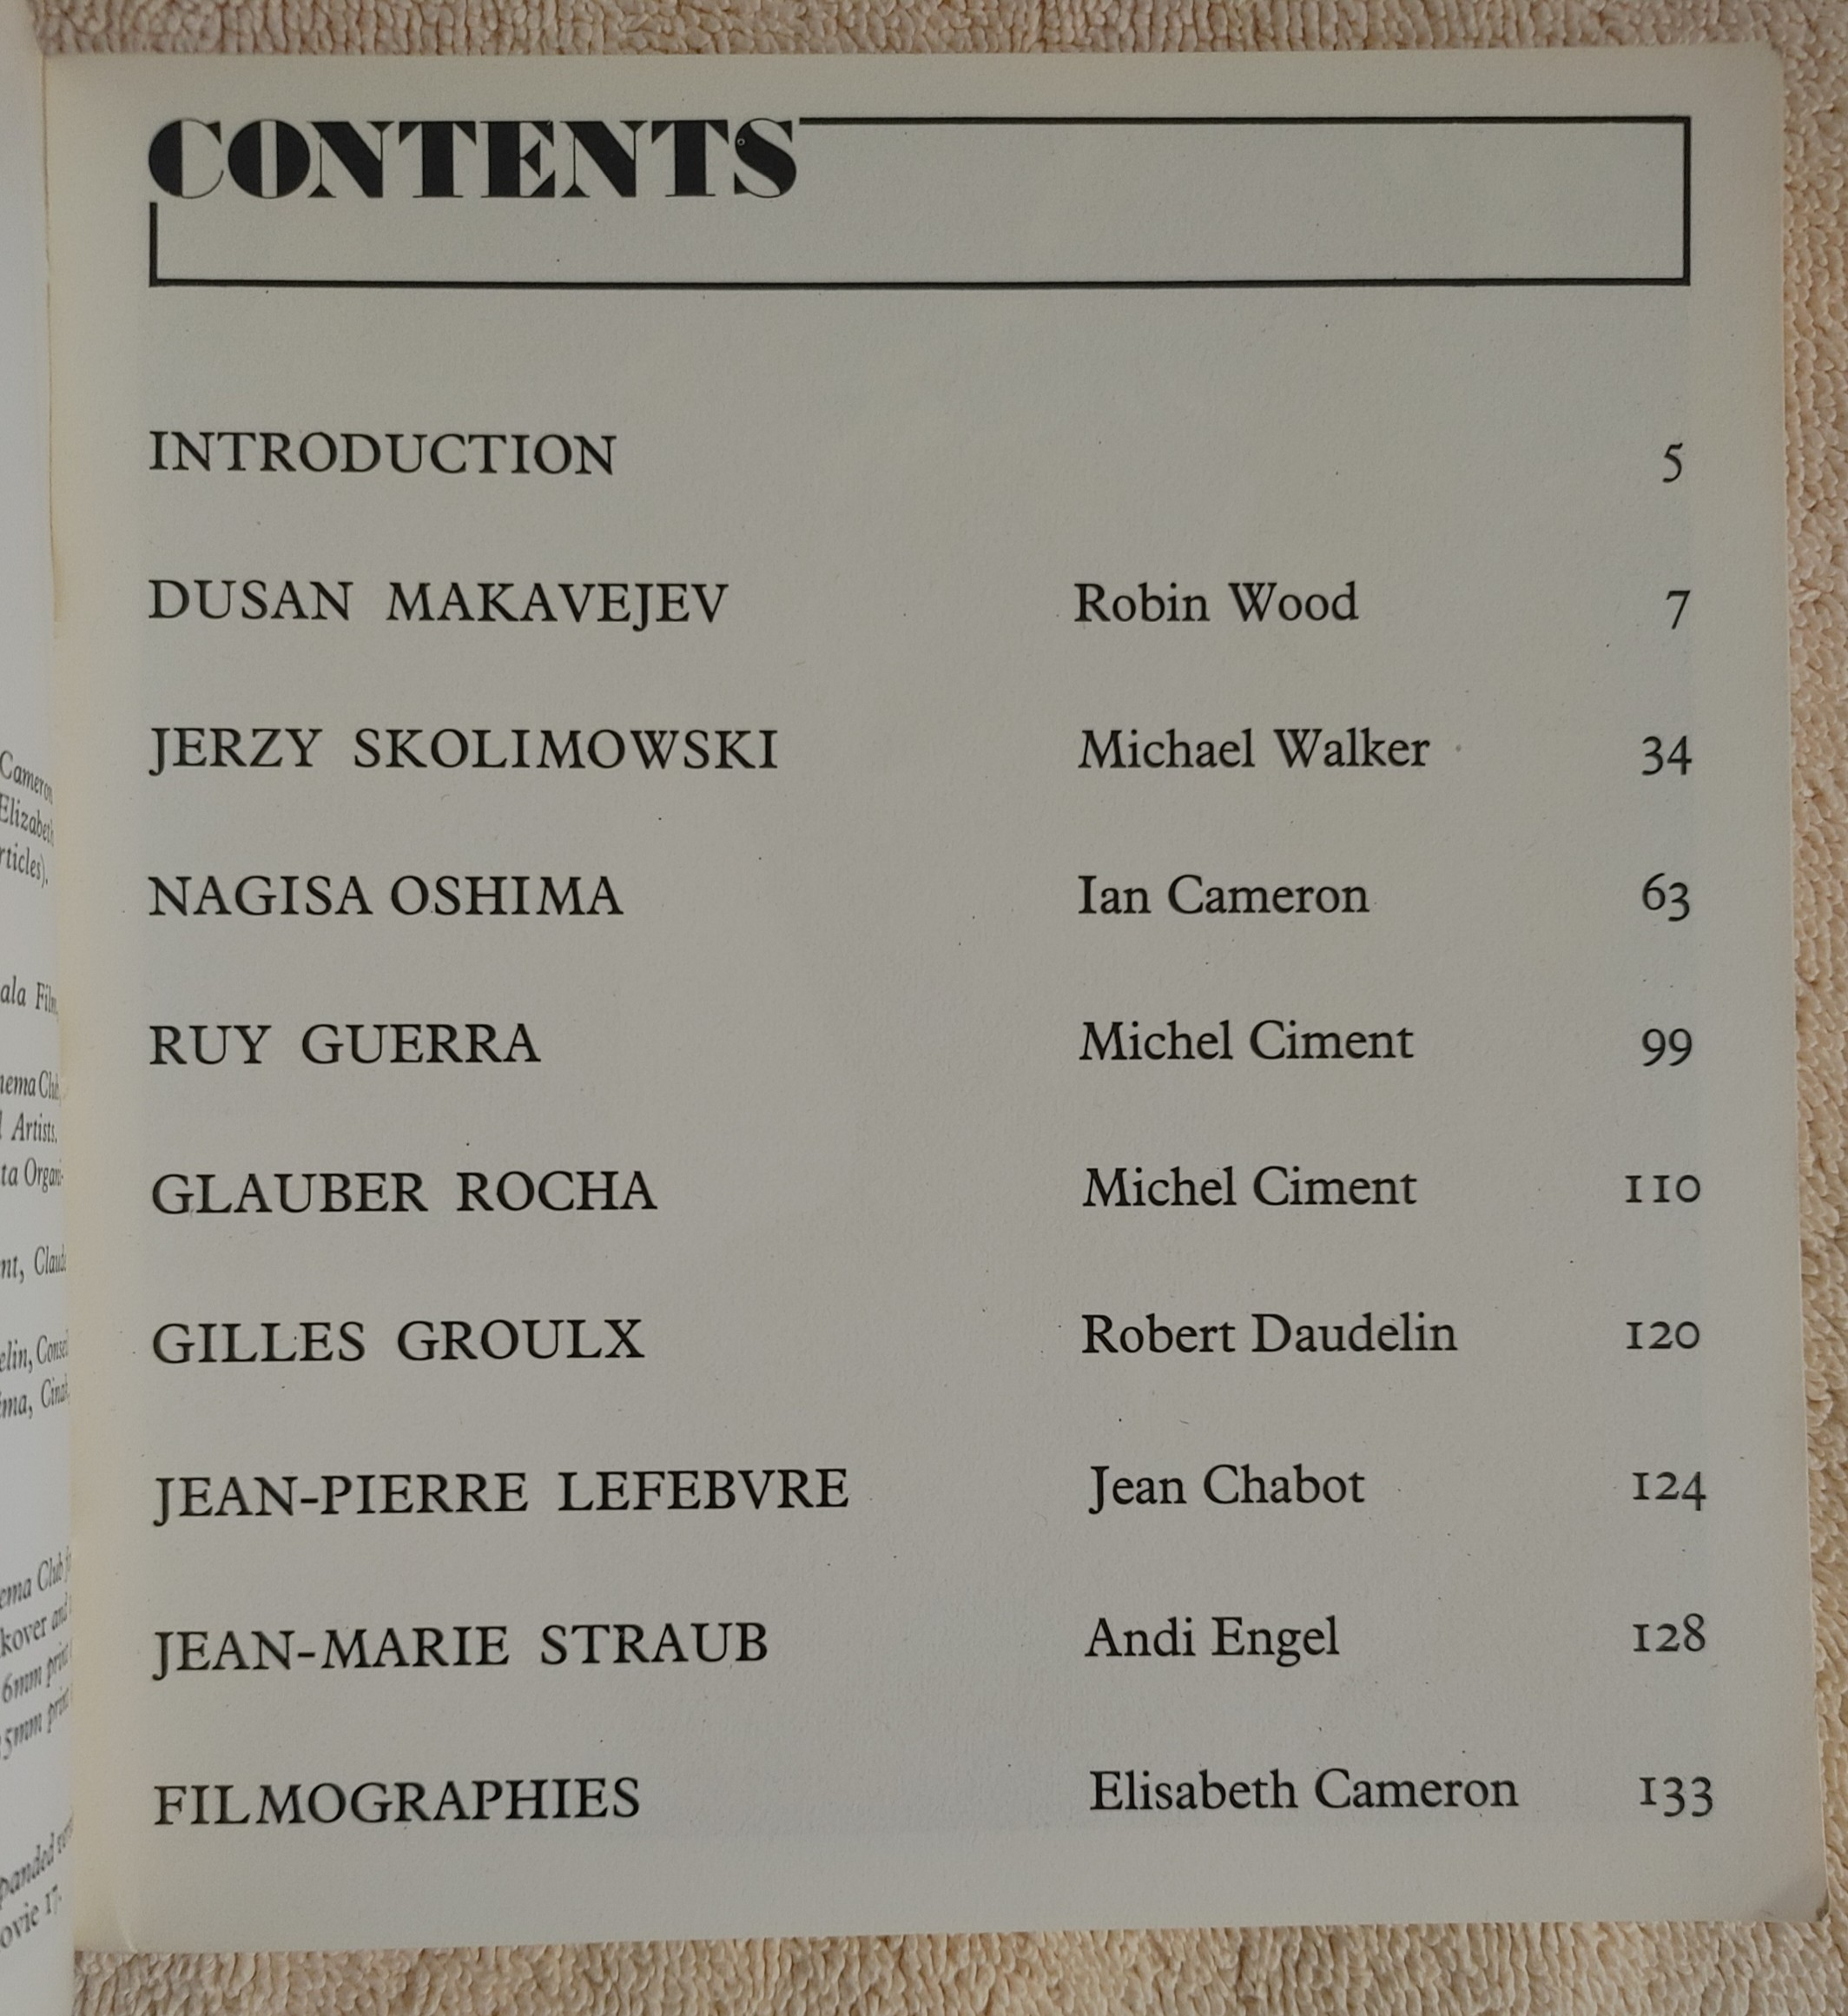 CONTENTS
INTRODUCTION 5
DUSAN MAKAVEJEV Robin Wood 7
JERZY SKOLIMOWSKI Michael Walker 34
NAGISA OSHIMA Ian Cameron 63
RUY GUERRA Michel Ciment 99
GLAUBER ROCHA Michel Ciment 110
GILLES GROULX Robert Daudelin 120
JEAN-PIERRE LEFEBVRE Jean Chabot 124
JEAN-MARIE STRAUB Andi Engel 128
FILMOGRAPHIES Elisabeth Cameron 133